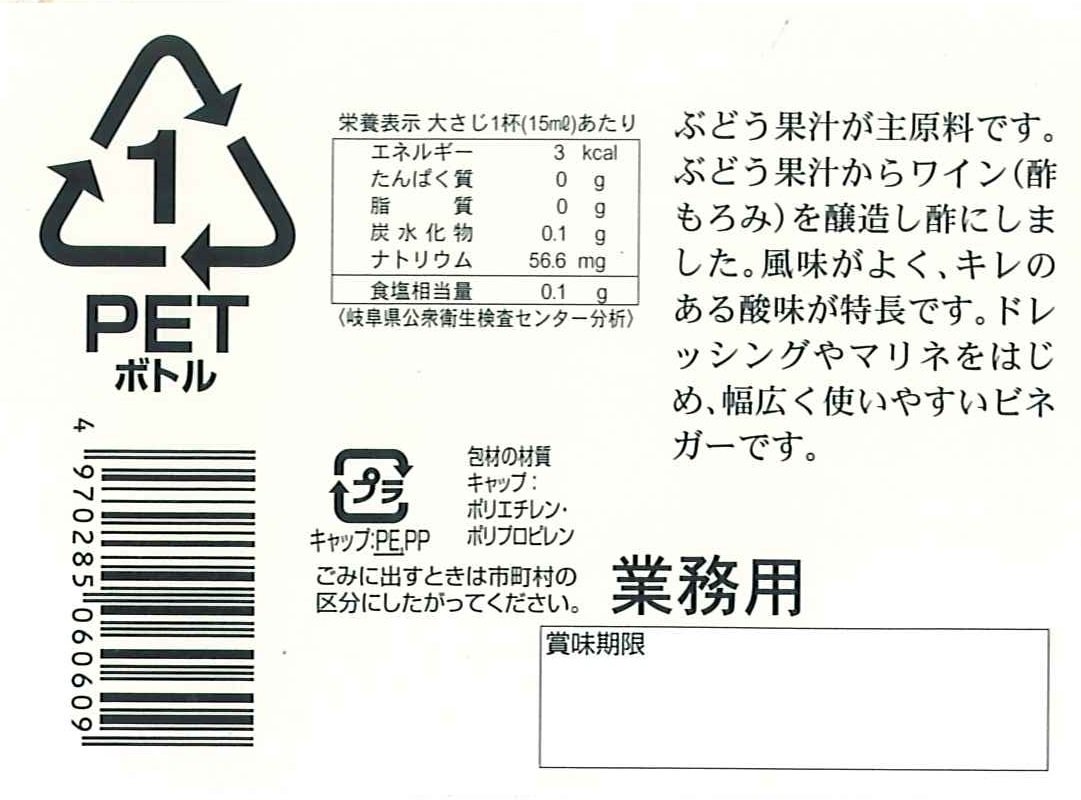 1
PET
ボトル
4 970285 060609
栄養表示 大さじ1杯(15mℓ)あたり
エネルギー 3 kcal
たんぱく質 0 g
脂質 0 g
炭水化物 0.1 g
ナトリウム 56.6 mg
食塩相当量 0.1 g
〈岐阜県公衆衛生検査センター分析〉
プラ
キャップ:PE,PP
包材の材質
キャップ:
ポリエチレン・
ポリプロピレン
ごみに出すときは市町村の
区分にしたがってください。
ぶどう果汁が主原料です。
ぶどう果汁からワイン(酢
もろみ)を醸造し酢にしま
した。風味がよく、キレの
ある酸味が特長です。ドレ
ッシングやマリネをはじ
め、幅広く使いやすいビネ
ガーです。
業務用
賞味期限